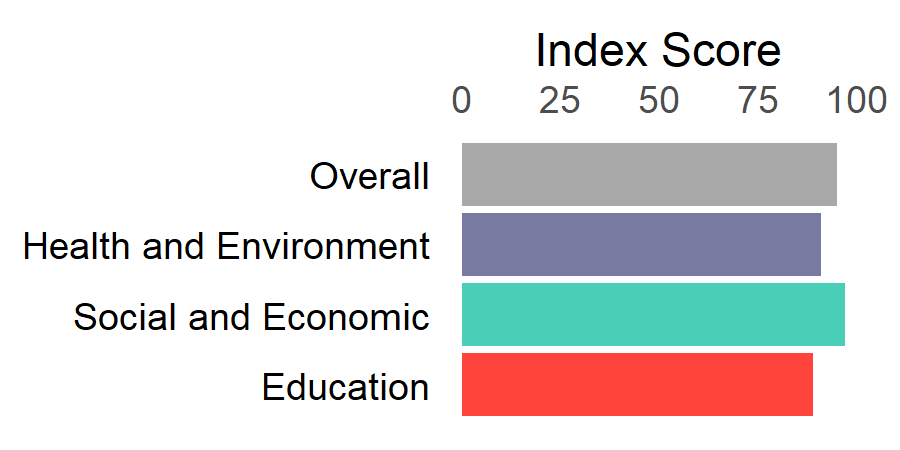 Index Score
0 25 50 75 100
Overall
Health and Environment
Social and Economic
Education